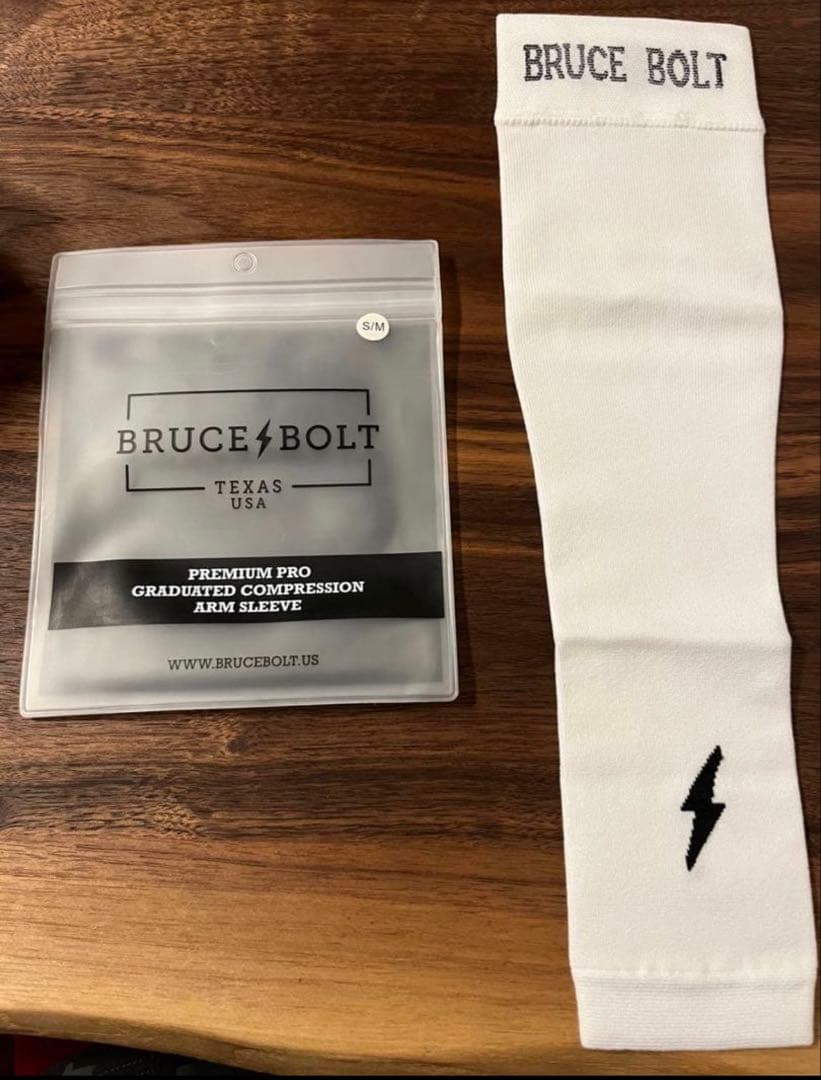 BRUCE BOLT
S/M
BRUCE BOLT
TEXAS
USA
PREMIUM PRO
GRADUATED COMPRESSION
ARM SLEEVE
WWW.BRUCEBOLT.US